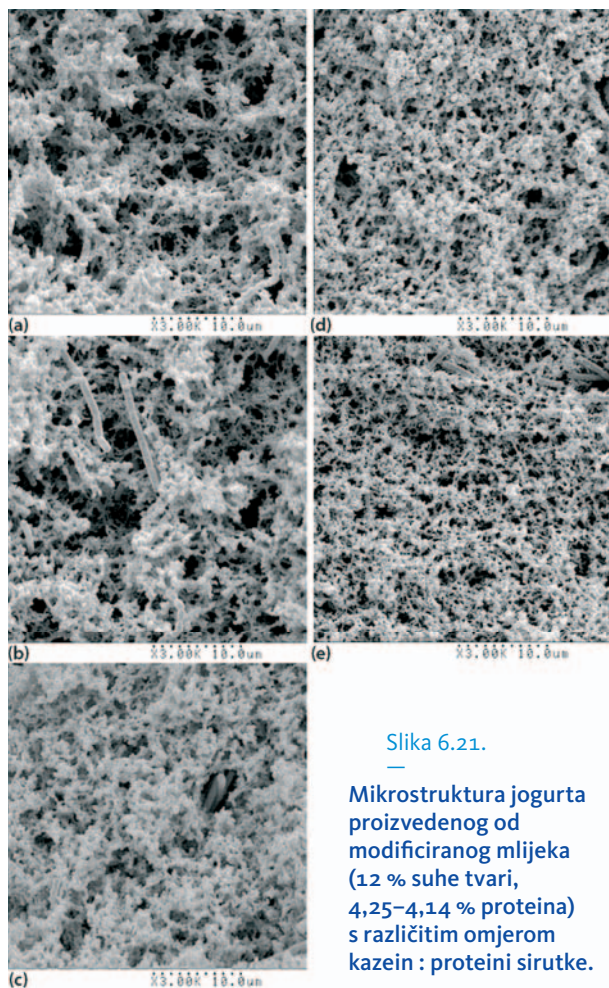 (a)
X3.00K 10.0um
(d)
X3.00K 10.0um
(b)
X3.00K 10.0um
(e)
X3.00K 10.0um
(c)
X3.00K 10.0um
Slika 6.21.
—
Mikrostruktura jogurta
proizvedenog od
modificiranog mlijeka
(12 % suhe tvari,
4,25–4,14 % proteina)
s različitim omjerom
kazein : proteini sirutke.